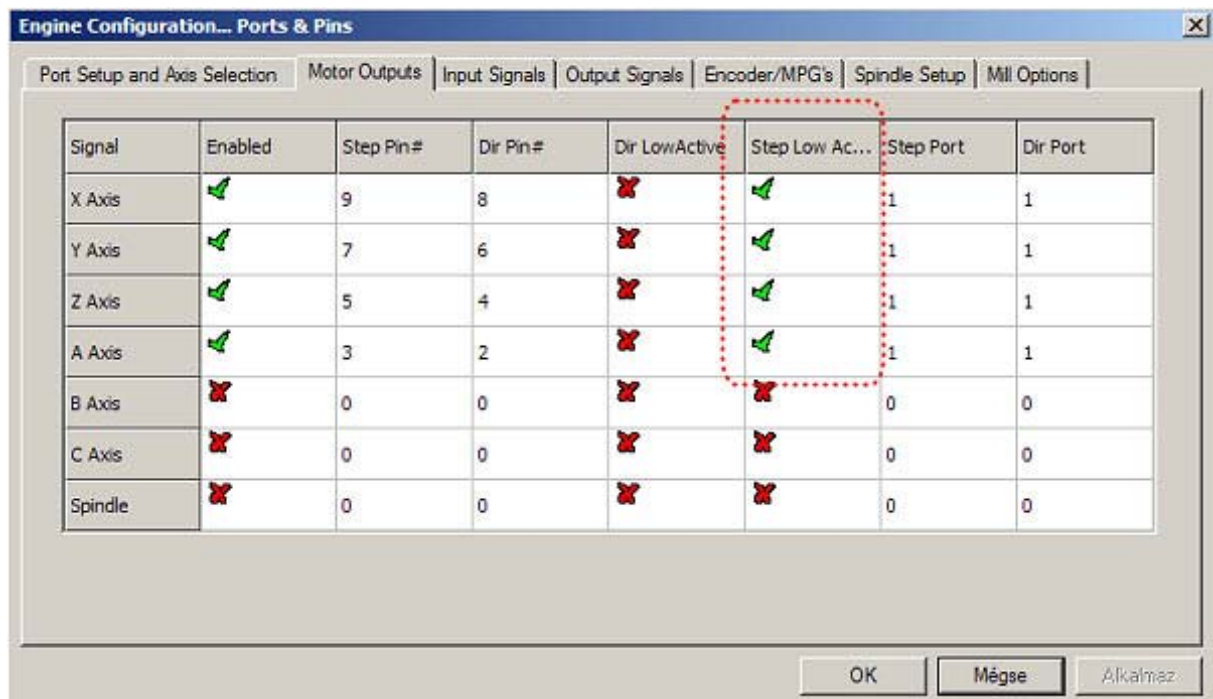 Engine Configuration... Ports & Pins
Port Setup and Axis Selection Motor Outputs Input Signals Output Signals Encoder/MPG's Spindle Setup Mill Options
Signal Enabled Step Pin# Dir Pin# Dir LowActive Step Low Ac... Step Port Dir Port
X Axis 9 8 1 1
Y Axis 7 6 1 1
Z Axis 5 4 1 1
A Axis 3 2 1 1
B Axis 0 0 0 0
C Axis 0 0 0 0
Spindle 0 0 0 0
OK Mégse Alkalmaz